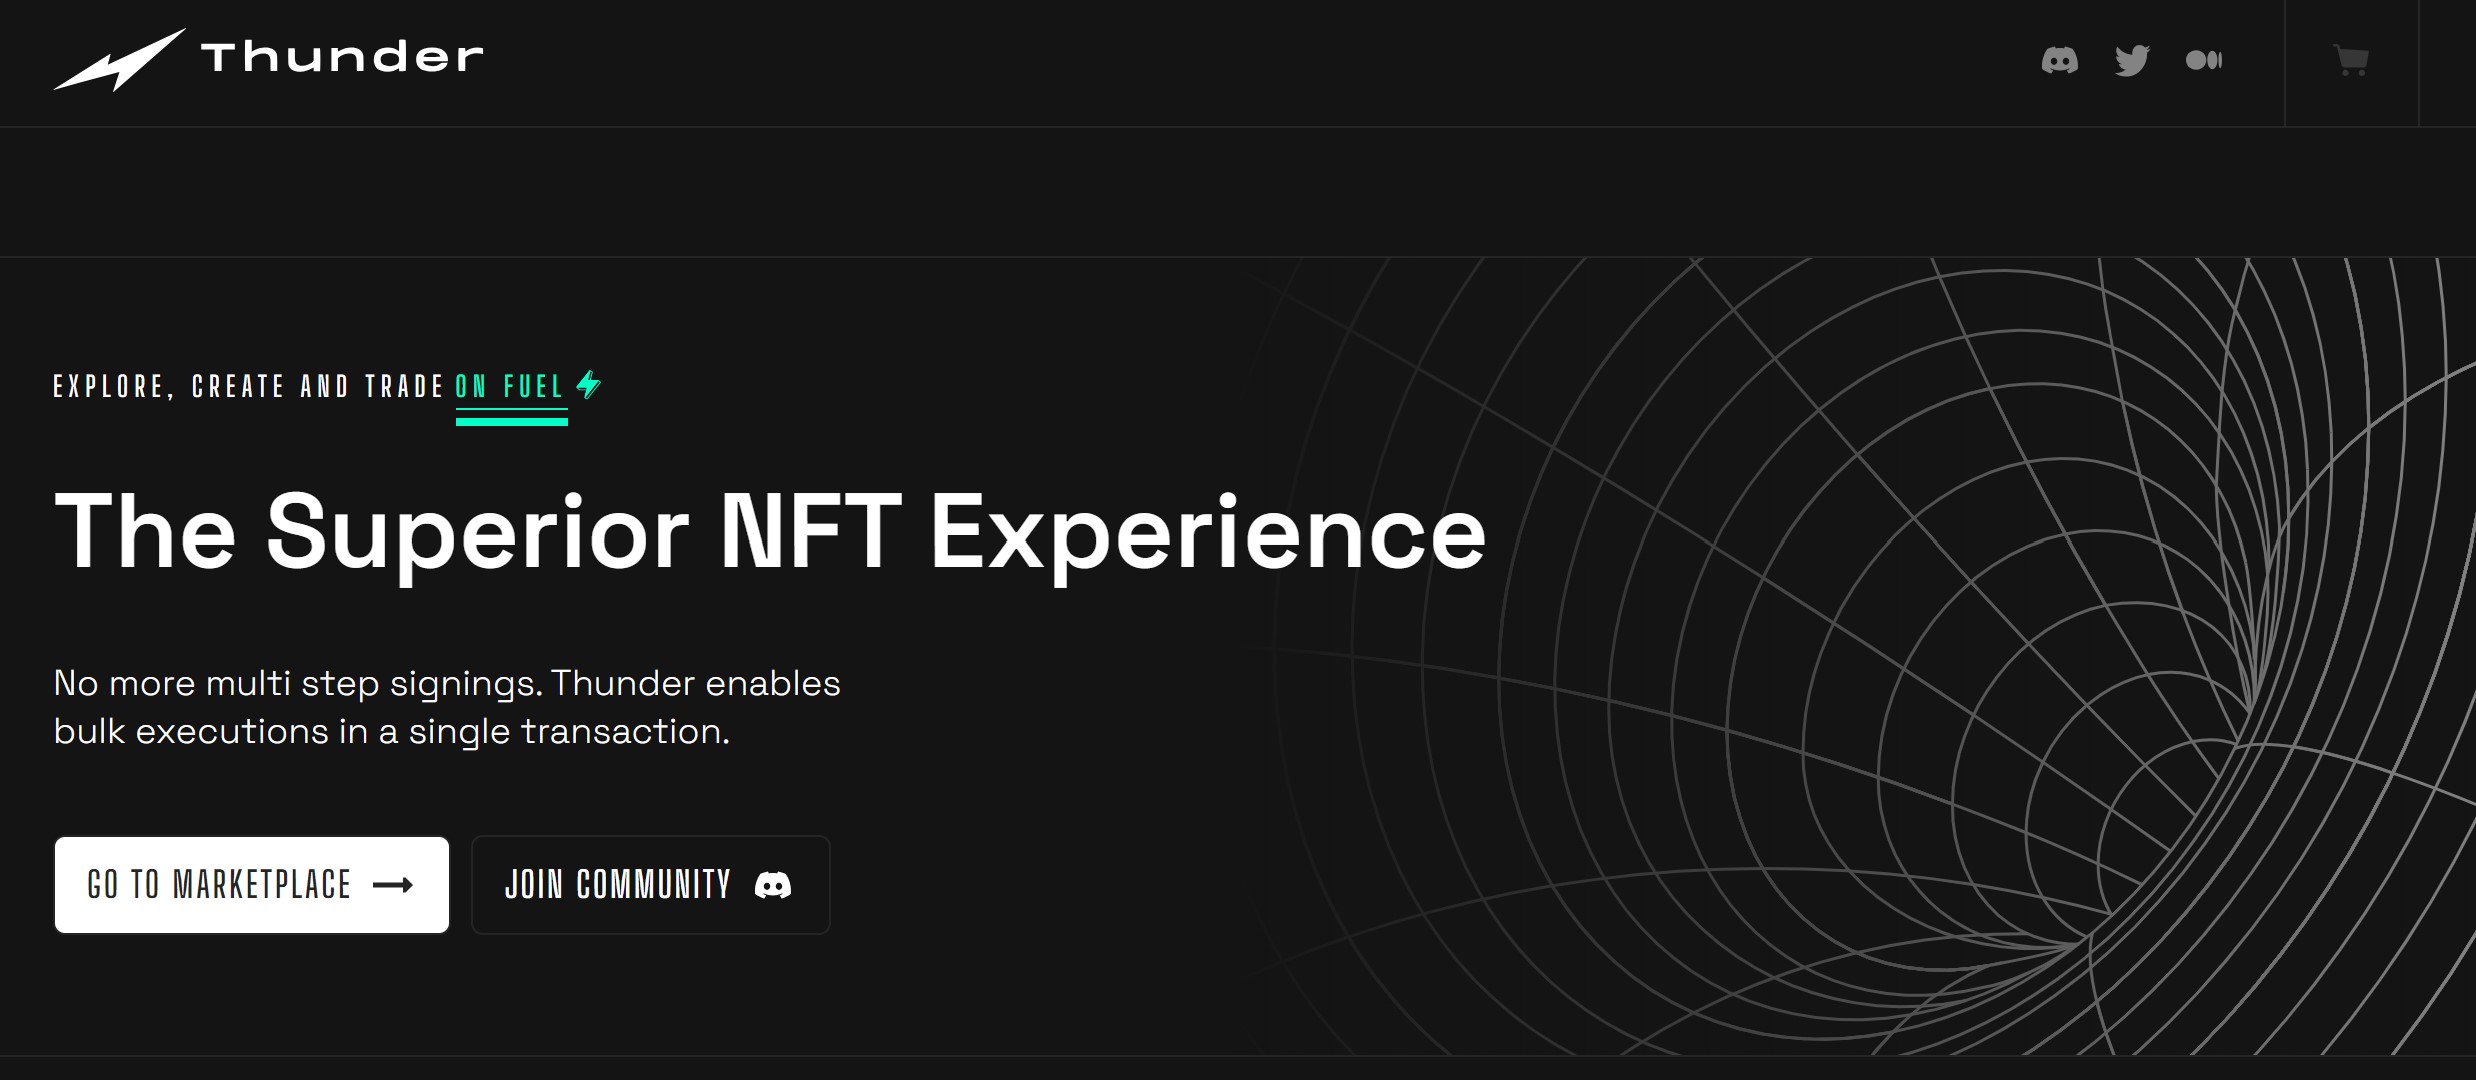 Thunder
EXPLORE, CREATE AND TRADE ON FUEL
The Superior NFT Experience
No more multi step signings. Thunder enables
bulk executions in a single transaction.
GO TO MARKETPLACE
JOIN COMMUNITY